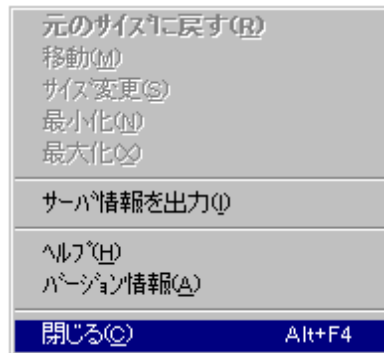 元のサイズに戻す(R)
移動(M)
サイズ変更(S)
最小化(N)
最大化(X)
サーバ情報を出力(I)
ヘルプ(H)
バージョン情報(A)
閉じる(C) Alt+F4